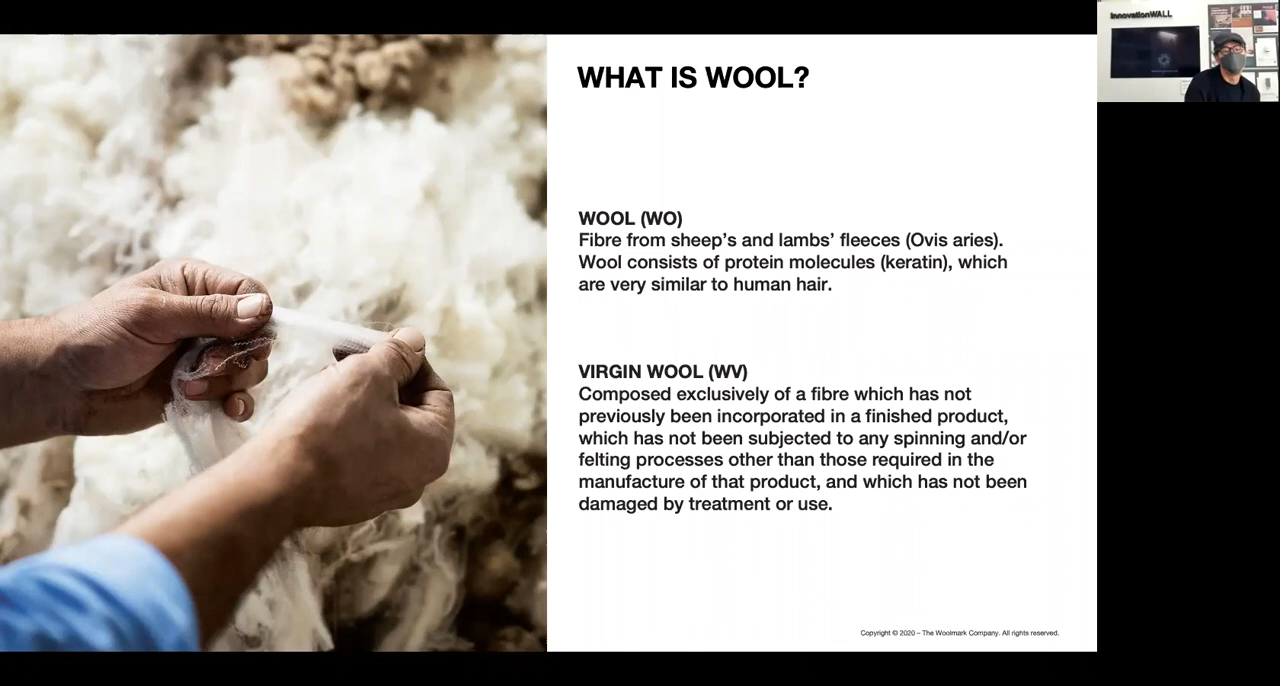 InnovationWALL
WHAT IS WOOL?
WOOL (WO)
Fibre from sheep’s and lambs’ fleeces (Ovis aries).
Wool consists of protein molecules (keratin), which
are very similar to human hair.
VIRGIN WOOL (WV)
Composed exclusively of a fibre which has not
previously been incorporated in a finished product,
which has not been subjected to any spinning and/or
felting processes other than those required in the
manufacture of that product, and which has not been
damaged by treatment or use.
Copyright © 2020 – The Woolmark Company. All rights reserved.